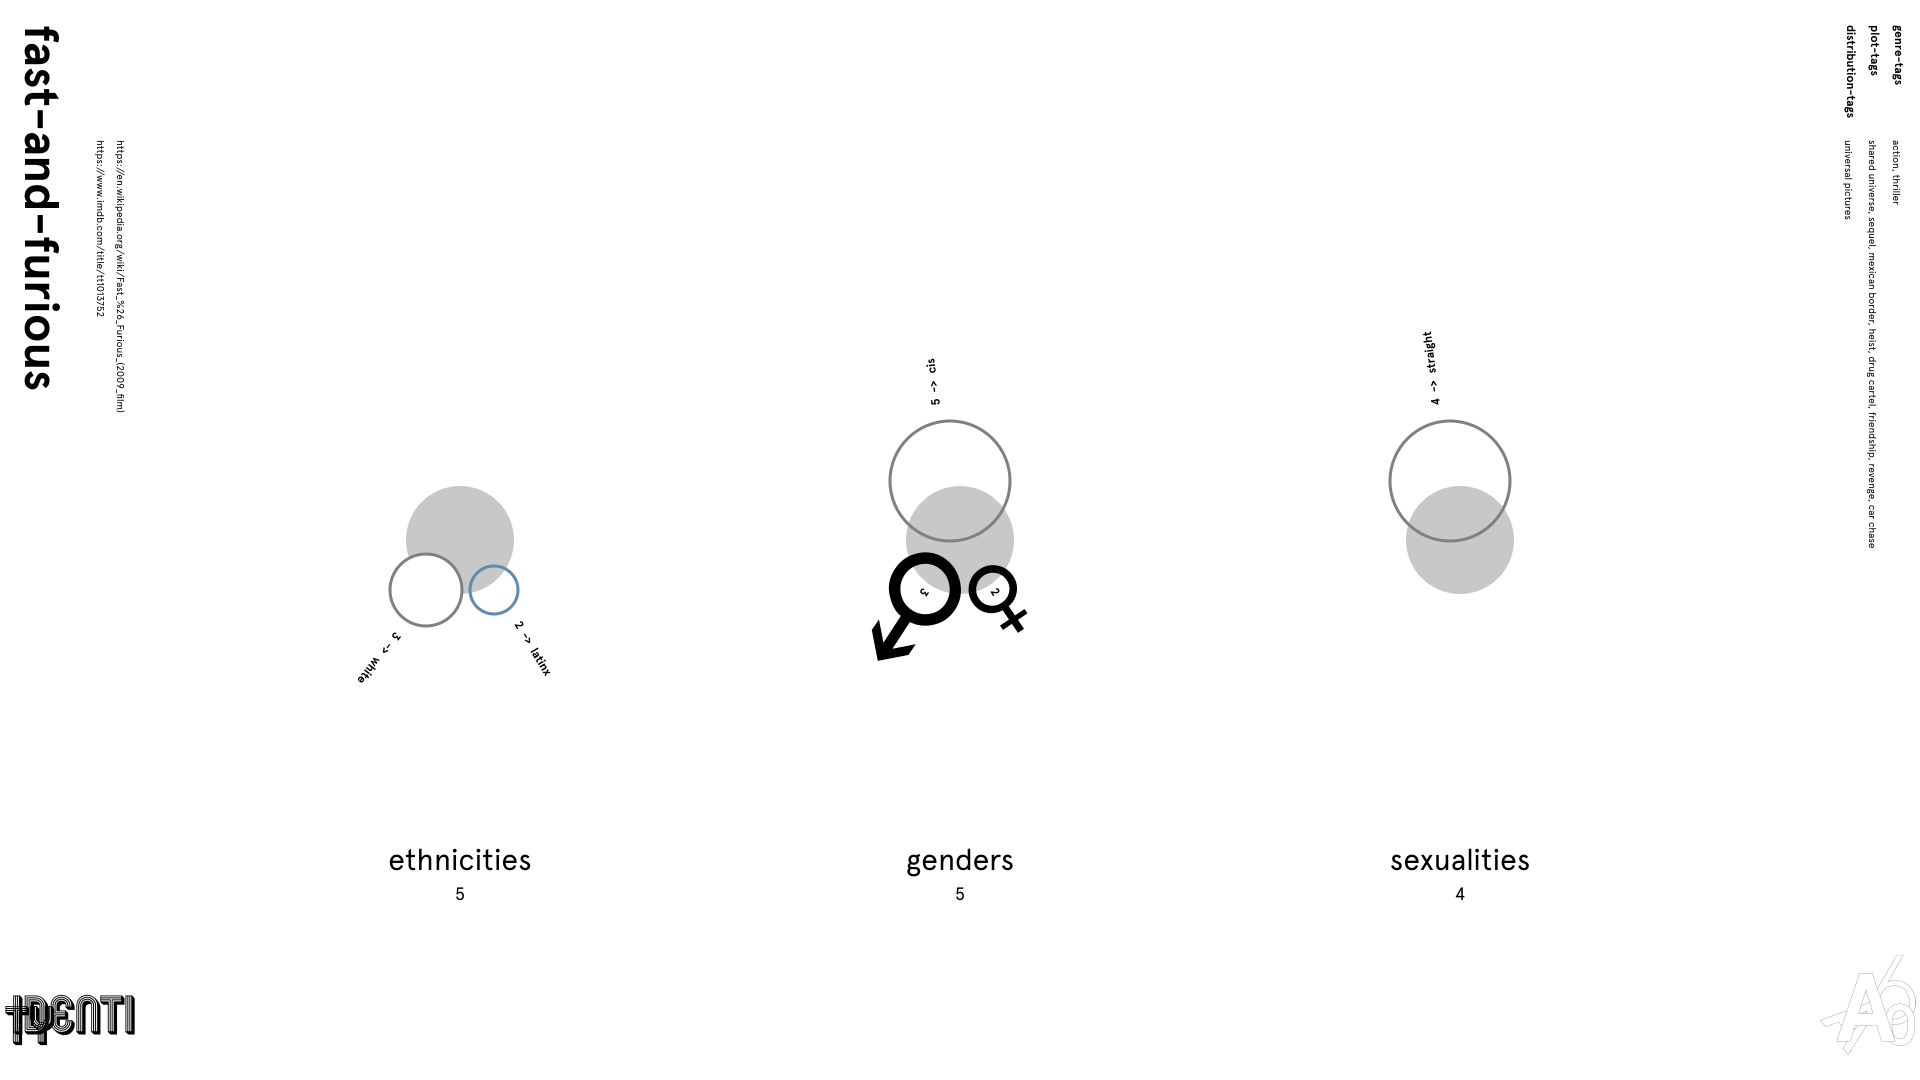 fast-and-furious
https://en.wikipedia.org/wiki/Fast_%26_Furious_(2009_film)
https://www.imdb.com/title/tt1013752
genre-tags
action, thriller
plot-tags
shared universe, sequel, mexican border, heist, drug cartel, friendship, revenge, car chase
distribution-tags
universal pictures
3 -> white
2 -> latinx
5 -> cis
3
2
4 -> straight
ethnicities
5
genders
5
sexualities
4
IDENTI